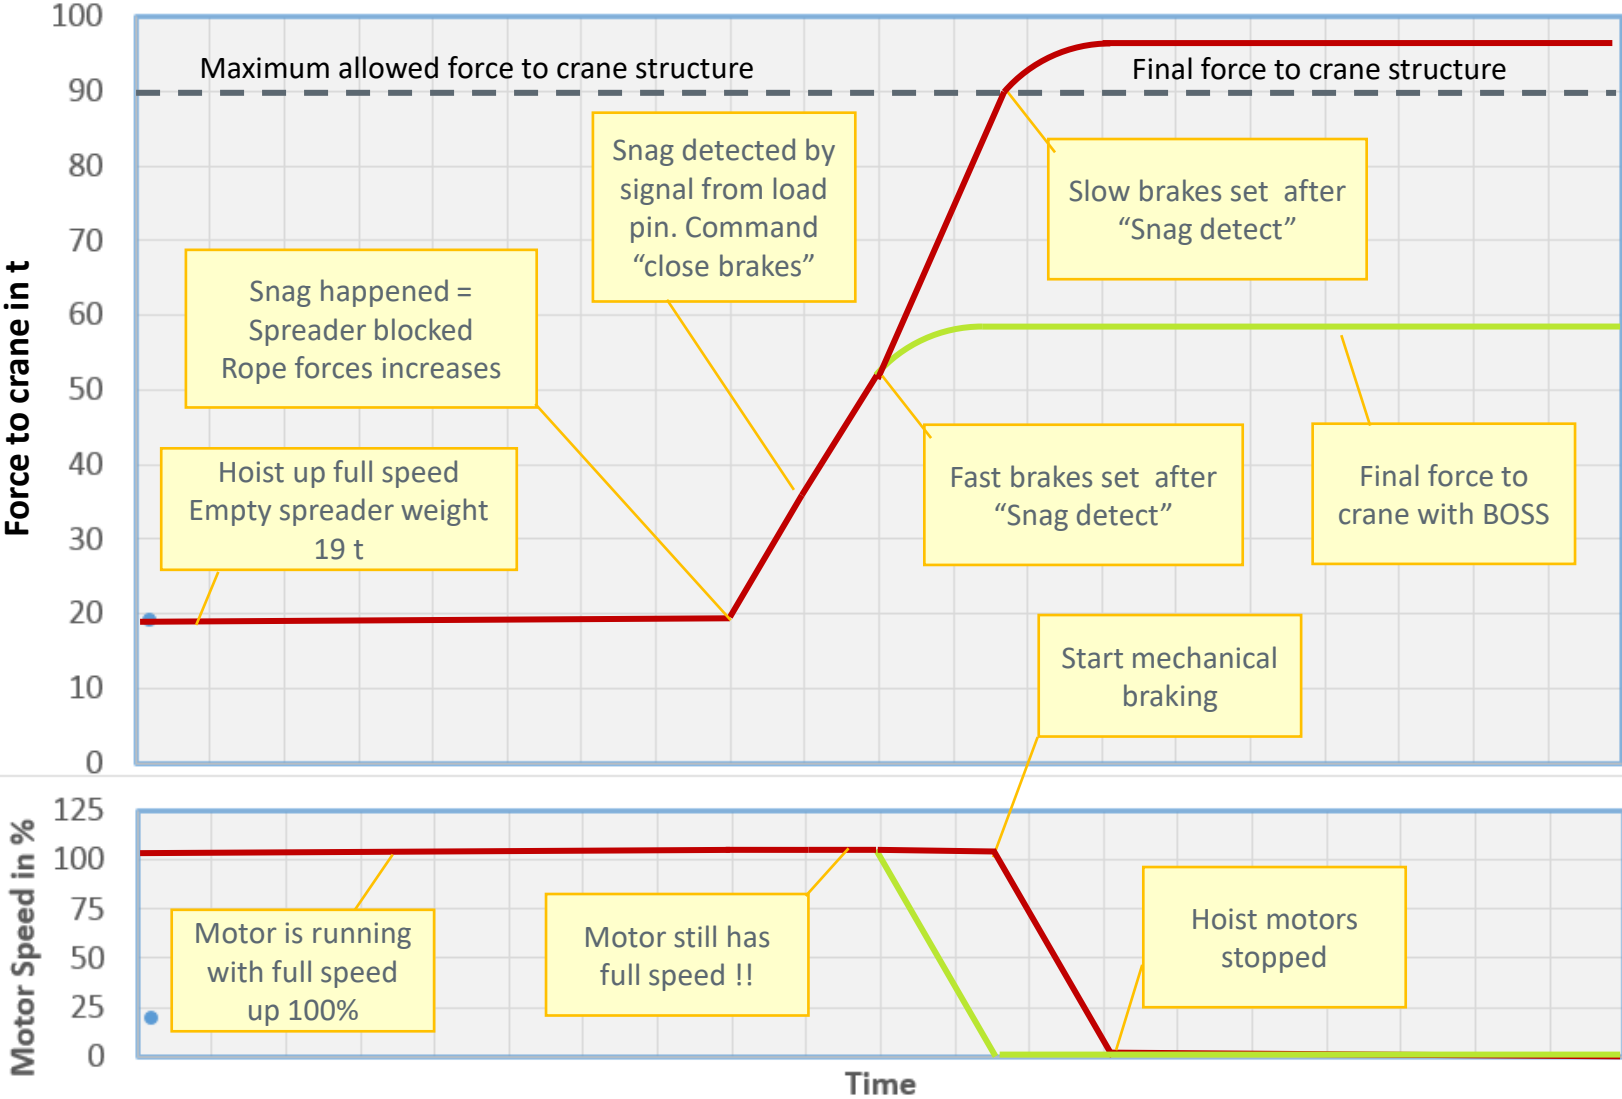 100
90
80
70
60
50
40
30
20
10
0
Force to crane in t
Maximum allowed force to crane structure
Final force to crane structure
Snag detected by
signal from load
pin. Command
“close brakes”
Slow brakes set  after
“Snag detect”
Snag happened =
Spreader blocked
Rope forces increases
Hoist up full speed
Empty spreader weight
19 t
Fast brakes set  after
“Snag detect”
Final force to
crane with BOSS
Start mechanical
braking
125
100
75
50
25
0
Motor Speed in %
Motor is running
with full speed
up 100%
Motor still has
full speed !!
Hoist motors
stopped
Time